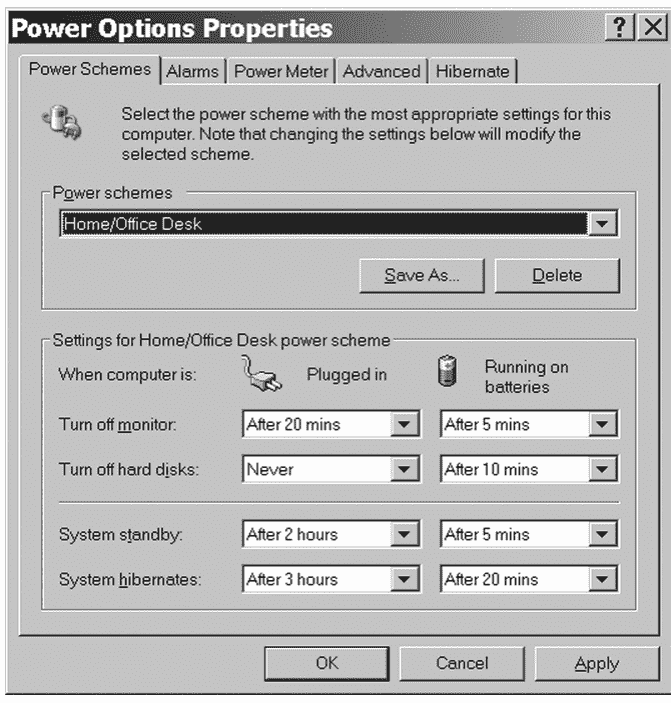 Power Options Properties
Power Schemes Alarms Power Meter Advanced Hibernate
Select the power scheme with the most appropriate settings for this
computer. Note that changing the settings below will modify the
selected scheme.
Power schemes
Home/Office Desk
Save As... Delete
Settings for Home/Office Desk power scheme
When computer is: Plugged in Running on
batteries
Turn off monitor: After 20 mins After 5 mins
Turn off hard disks: Never After 10 mins
System standby: After 2 hours After 5 mins
System hibernates: After 3 hours After 20 mins
OK Cancel Apply